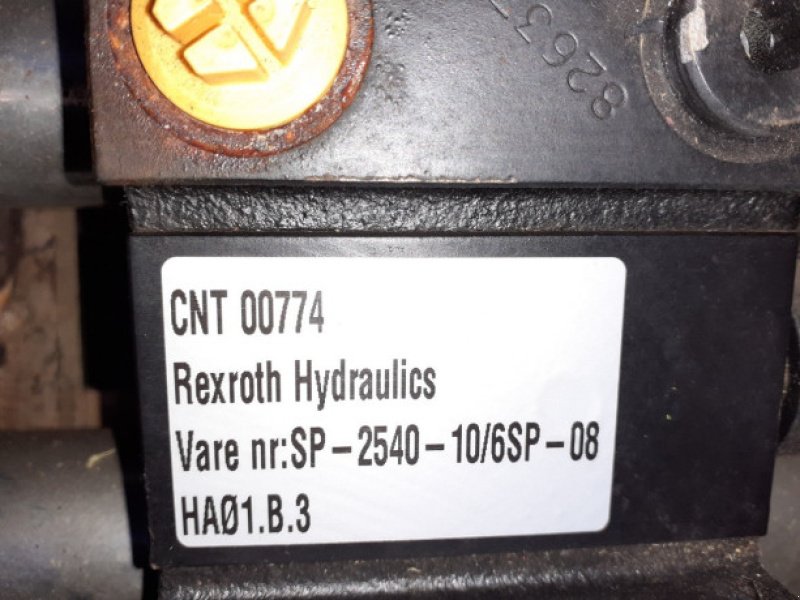 CNT 00774
Rexroth Hydraulics
Vare nr:SP-2540-10/6SP-08
HAØ1.B.3